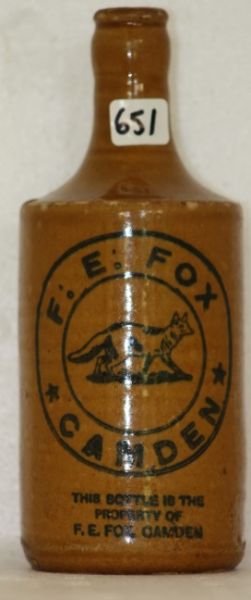 651
F. E. FOX
CAMDEN
THIS BOTTLE IS THE
PROPERTY OF
F. E. FOX, CAMDEN